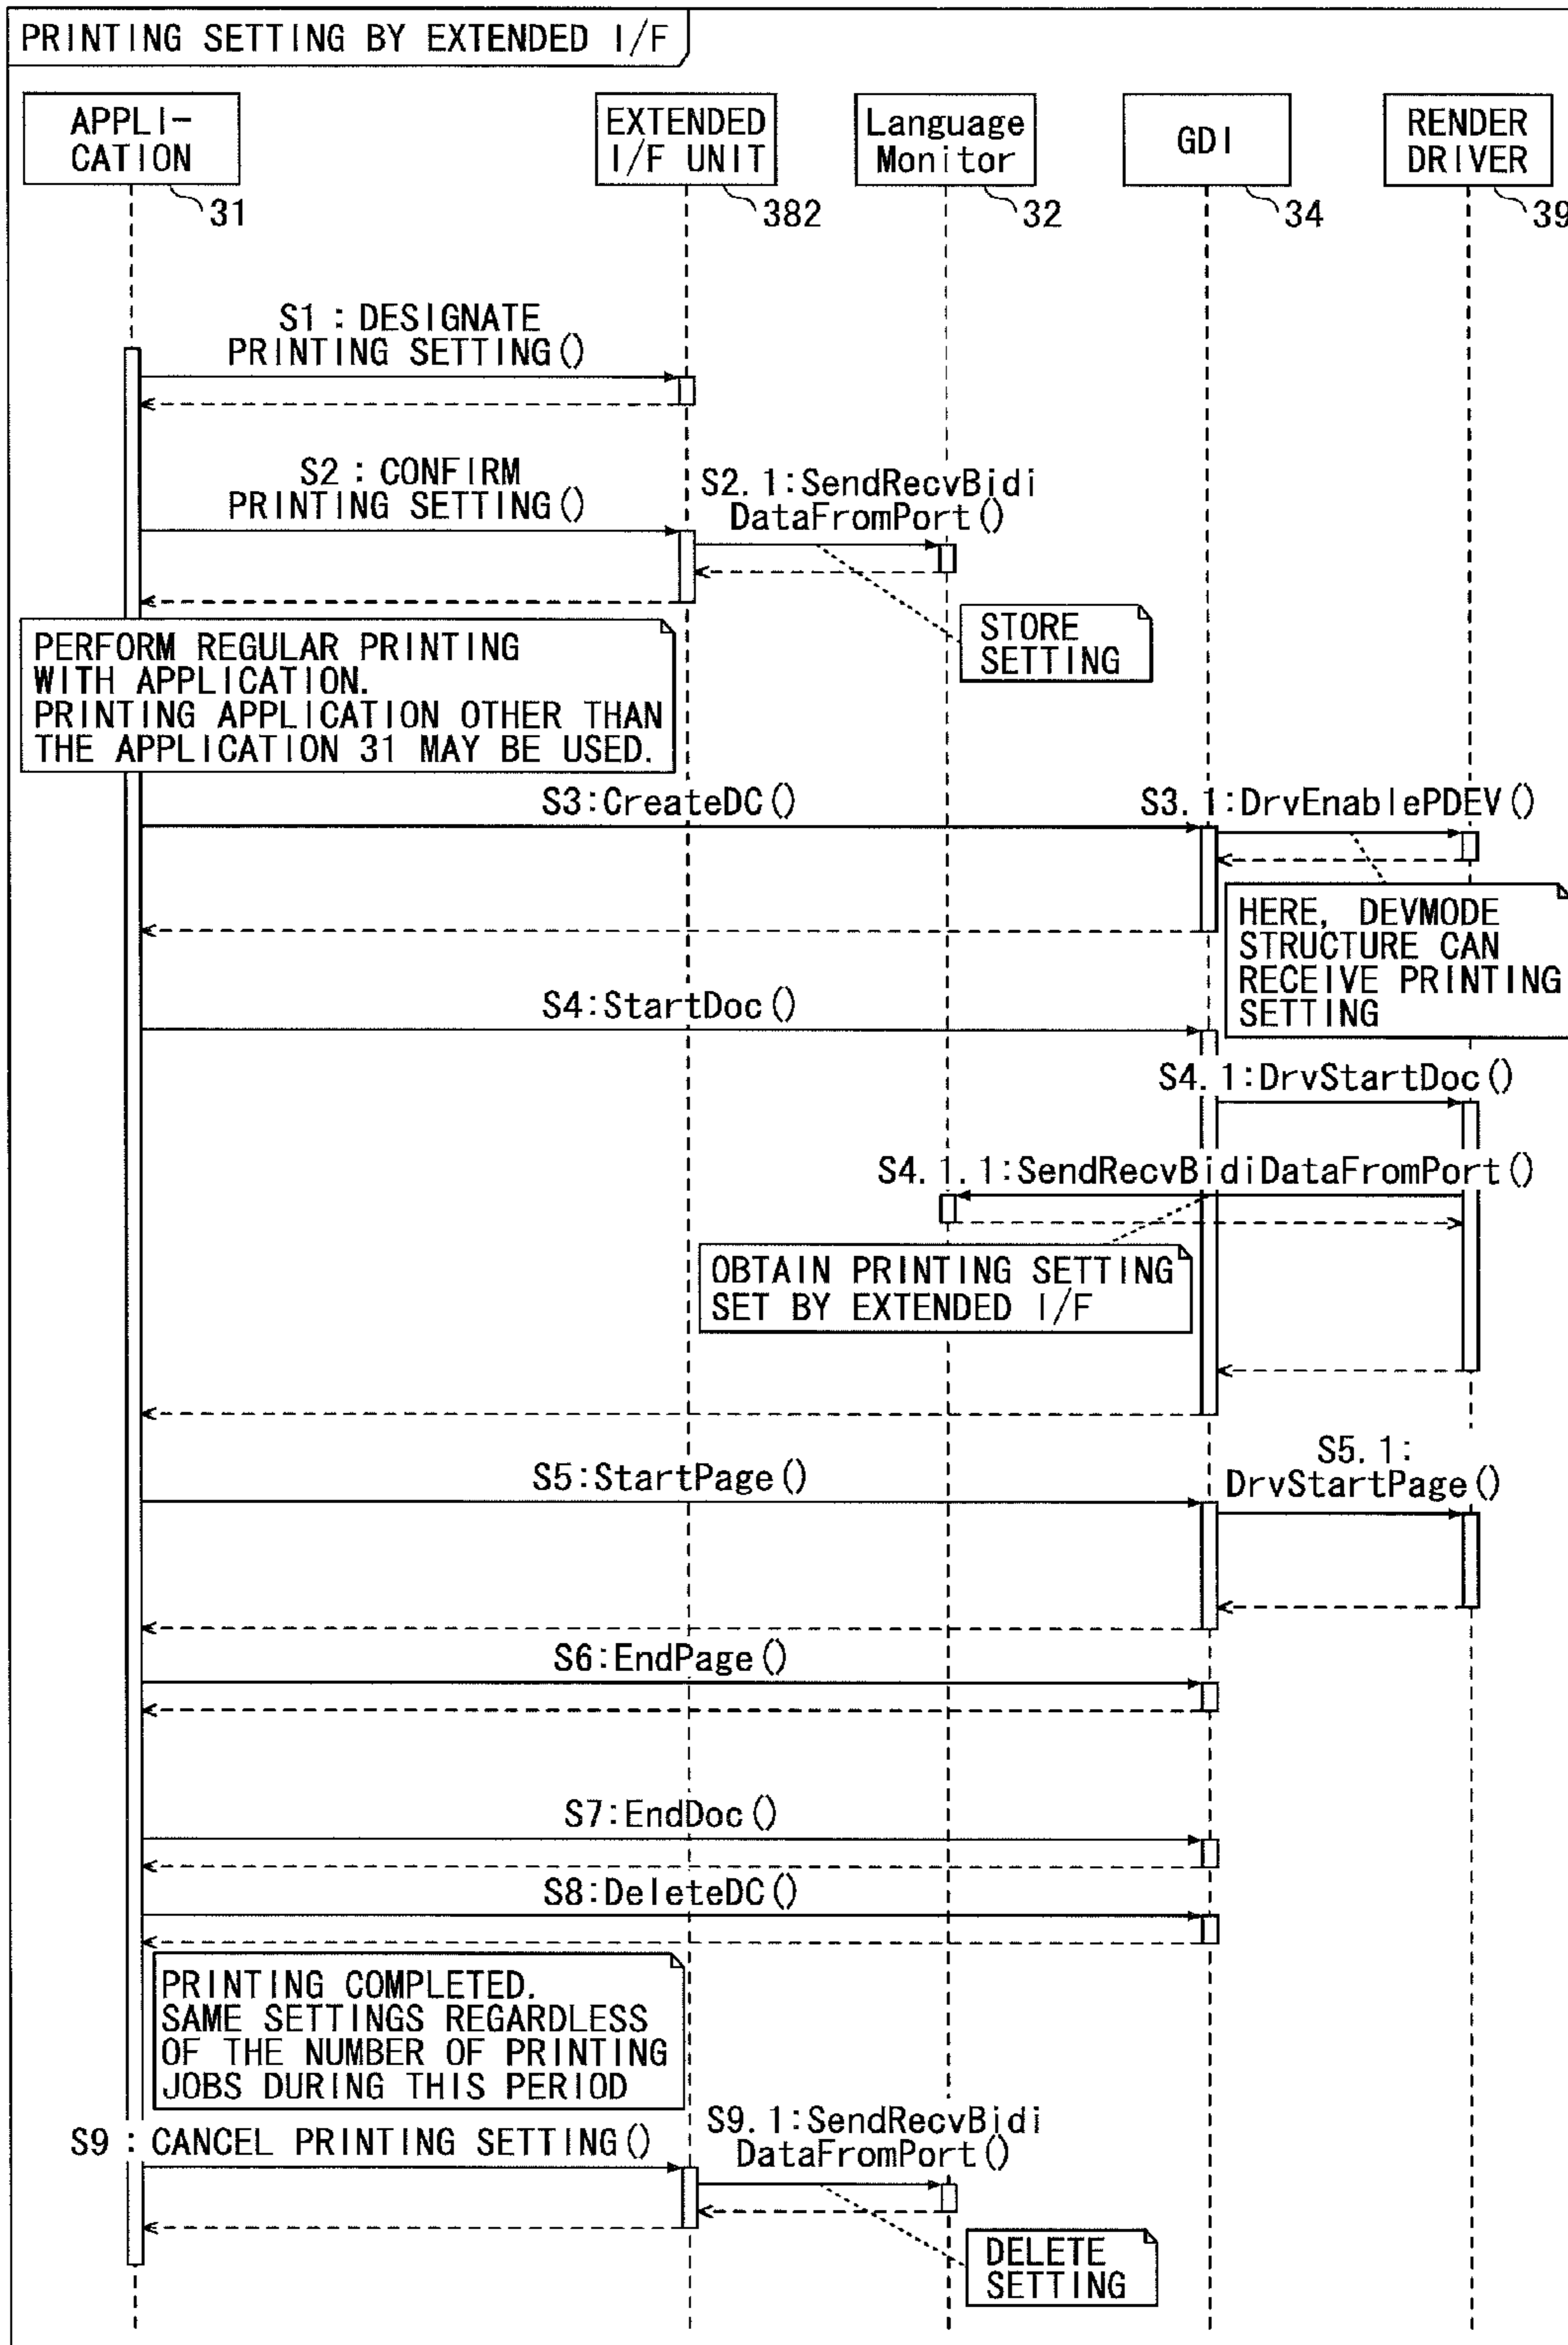 PRINTING SETTING BY EXTENDED I/F
APPLI-
CATION
31
EXTENDED
I/F UNIT
382
Language
Monitor
32
GDI
34
RENDER
DRIVER
39
S1 : DESIGNATE
PRINTING SETTING()
S2 : CONFIRM
PRINTING SETTING()
S2. 1:SendRecvBidi
DataFromPort()
STORE
SETTING
PERFORM REGULAR PRINTING
WITH APPLICATION.
PRINTING APPLICATION OTHER THAN
THE APPLICATION 31 MAY BE USED.
S3:CreateDC()
S3. 1:DrvEnablePDEV()
HERE, DEVMODE
STRUCTURE CAN
RECEIVE PRINTING
SETTING
S4:StartDoc()
S4. 1:DrvStartDoc()
S4. 1. 1:SendRecvBidiDataFromPort()
OBTAIN PRINTING SETTING
SET BY EXTENDED I/F
S5:StartPage()
S5. 1:
DrvStartPage()
S6:EndPage()
S7:EndDoc()
S8:DeleteDC()
PRINTING COMPLETED.
SAME SETTINGS REGARDLESS
OF THE NUMBER OF PRINTING
JOBS DURING THIS PERIOD
S9 : CANCEL PRINTING SETTING()
S9. 1:SendRecvBidi
DataFromPort()
DELETE
SETTING